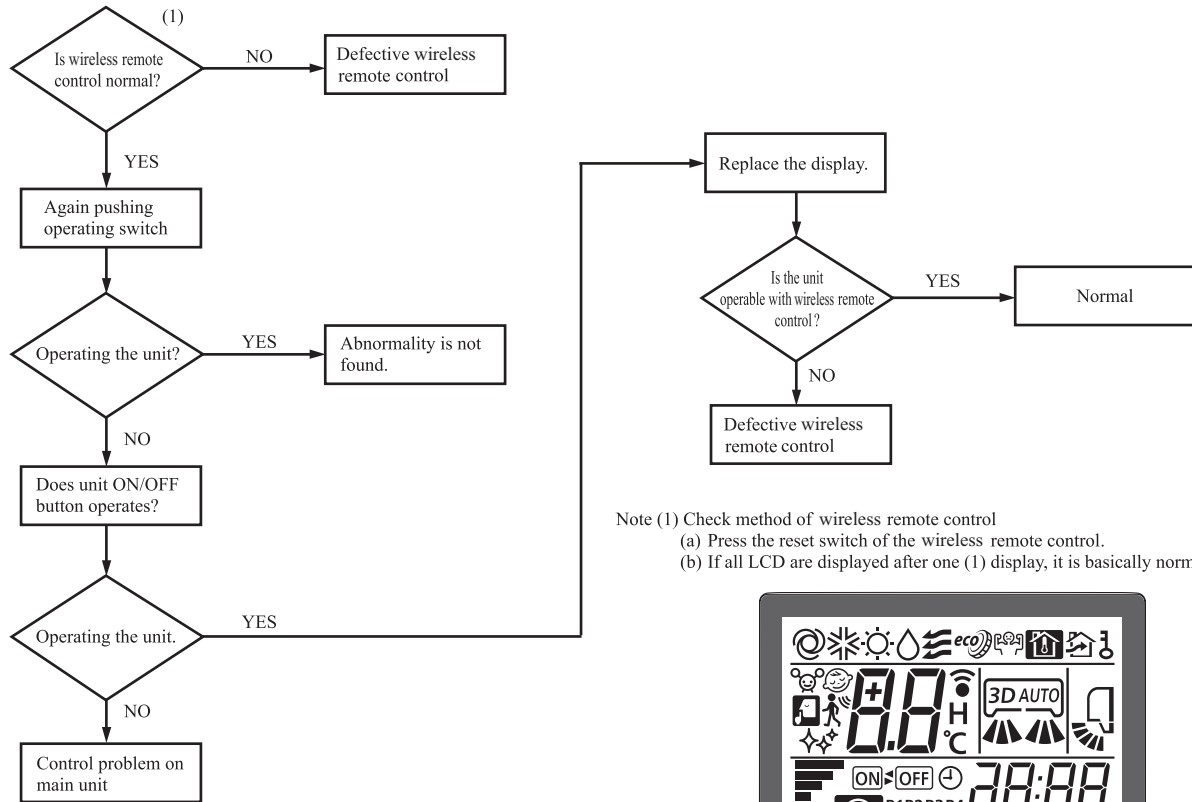 (1)
Is wireless remote
control normal?
NO
Defective wireless
remote control
YES
Again pushing
operating switch
Operating the unit?
YES
Abnormality is not
found.
NO
Does unit ON/OFF
button operates?
Operating the unit.
YES
NO
Control problem on
main unit
Replace the display.
Is the unit
operable with wireless remote
control?
YES
Normal
NO
Defective wireless
remote control
Note (1) Check method of wireless remote control
(a) Press the reset switch of the wireless remote control.
(b) If all LCD are displayed after one (1) display, it is basically norm
eco
+8.8
H
°C
3D AUTO
ON OFF